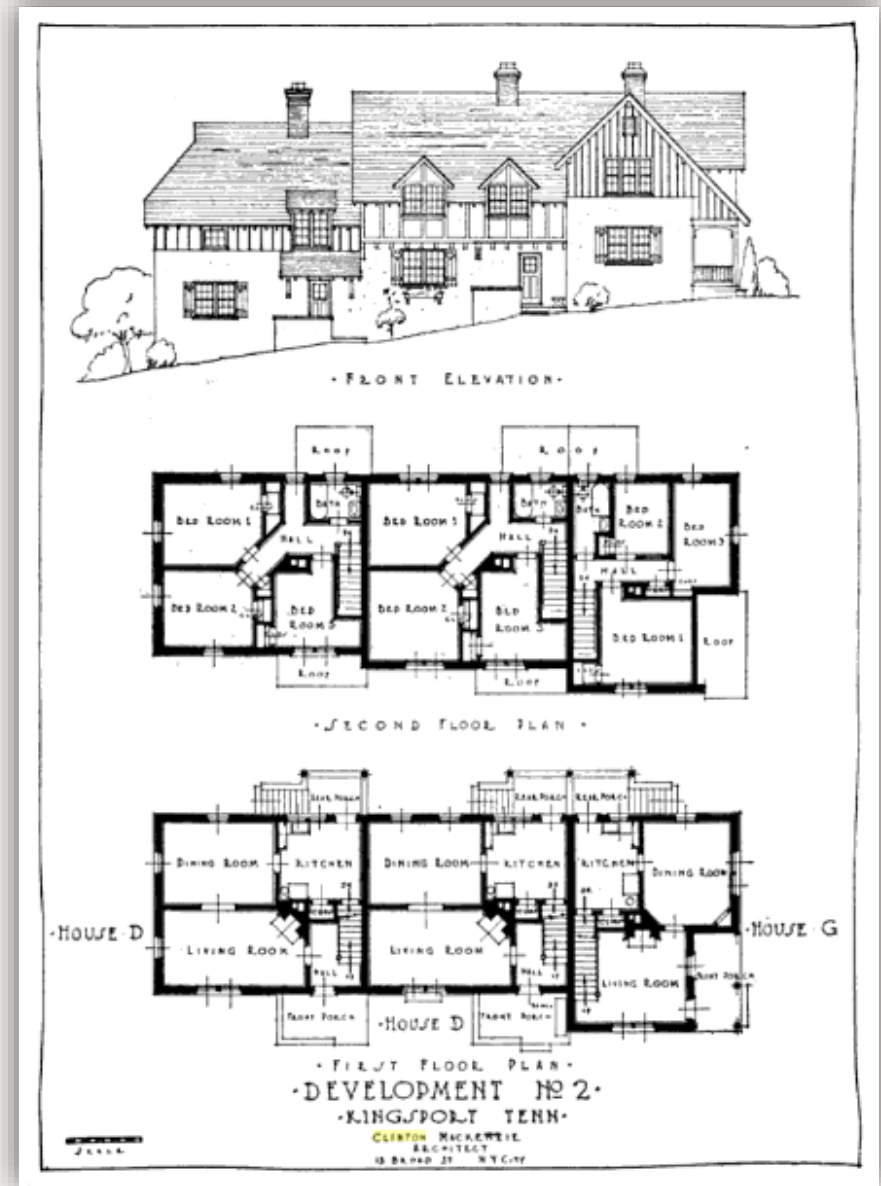 · FRONT ELEVATION ·
ROOF
ROOF
BED ROOM 1
BATH
BED ROOM 1
BATH
BATH
BED ROOM 2
BED ROOM 3
HALL
HALL
HALL
BED ROOM 2
BED ROOM 3
BED ROOM 2
BED ROOM 3
BED ROOM 1
ROOF
ROOF
ROOF
· SECOND FLOOR PLAN ·
REAR PORCH
REAR PORCH
REAR PORCH
DINING ROOM
KITCHEN
DINING ROOM
KITCHEN
KITCHEN
DINING ROOM
· HOUSE D
LIVING ROOM
HALL
LIVING ROOM
HALL
LIVING ROOM
FRONT PORCH
· HOUSE G
FRONT PORCH
· HOUSE D
FRONT PORCH
· FIRST FLOOR PLAN ·
· DEVELOPMENT No 2 ·
· KINGSPORT TENN ·
CLINTON MACKENZIE
ARCHITECT
13 BROAD ST N Y CITY
SCALE